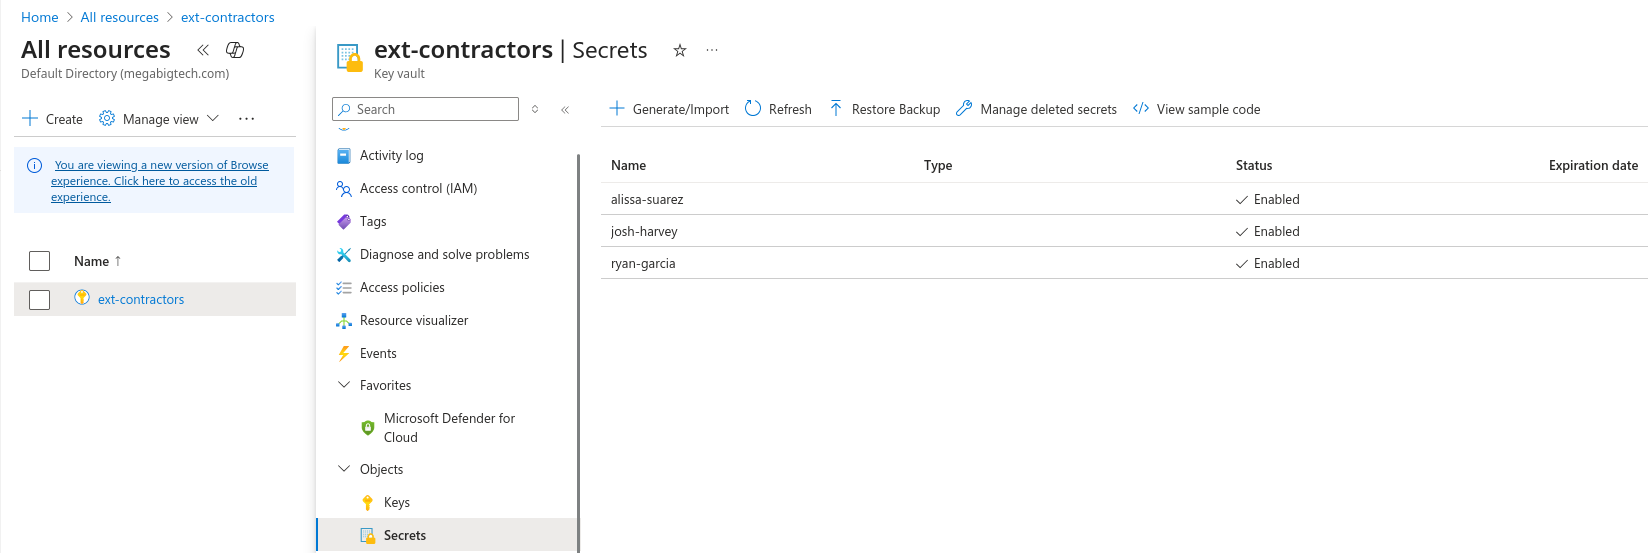 Home > All resources > ext-contractors
All resources
Default Directory (megabigtech.com)
Create
Manage view
You are viewing a new version of Browse
experience. Click here to access the old
experience.
Name ↑
ext-contractors
ext-contractors | Secrets
Key vault
Search
Activity log
Access control (IAM)
Tags
Diagnose and solve problems
Access policies
Resource visualizer
Events
Favorites
Microsoft Defender for
Cloud
Objects
Keys
Secrets
Generate/Import
Refresh
Restore Backup
Manage deleted secrets
View sample code
Name Type Status Expiration date
alissa-suarez Enabled
josh-harvey Enabled
ryan-garcia Enabled